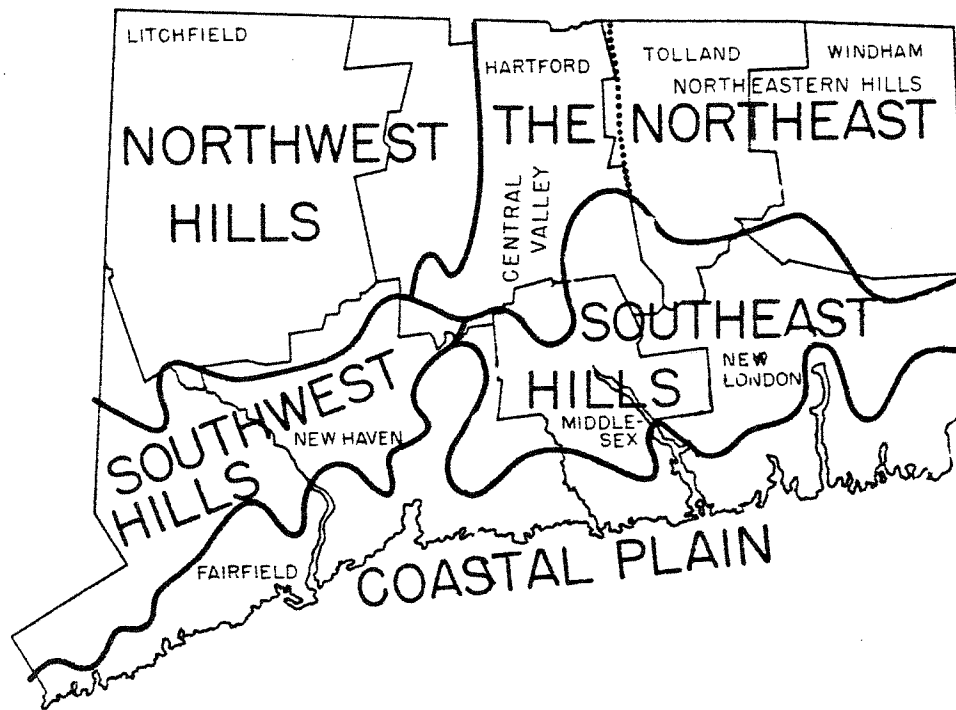 LITCHFIELD
HARTFORD
TOLLAND
WINDHAM
NORTHEASTERN HILLS
THE NORTHEAST
NORTHWEST
HILLS
CENTRAL
VALLEY
SOUTHEAST
HILLS
NEW
LONDON
MIDDLE-
SEX
SOUTHWEST
HILLS
NEW HAVEN
FAIRFIELD
COASTAL PLAIN